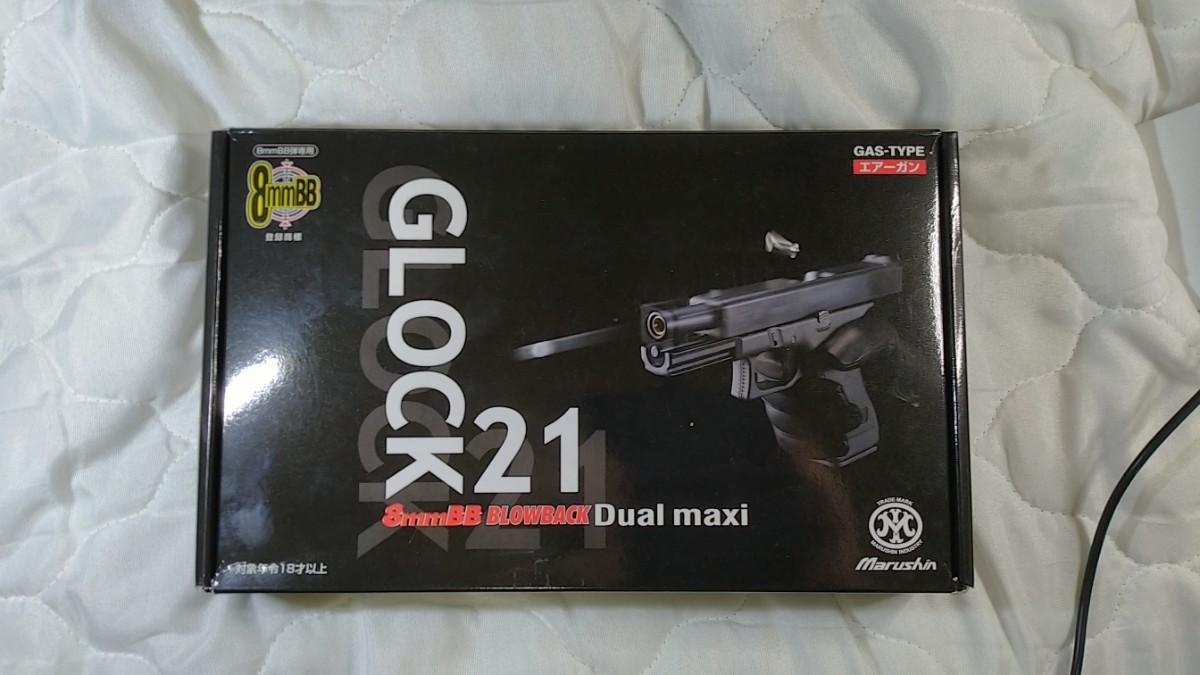 8mmBB弾専用
8mmBB
登録商標
GAS-TYPE
エアーガン
GLOCK
21
8mmBB BLOWBACK Dual maxi
対象年令18才以上
TRADE MARK
MARUSHIN INDUSTRY
Marushin